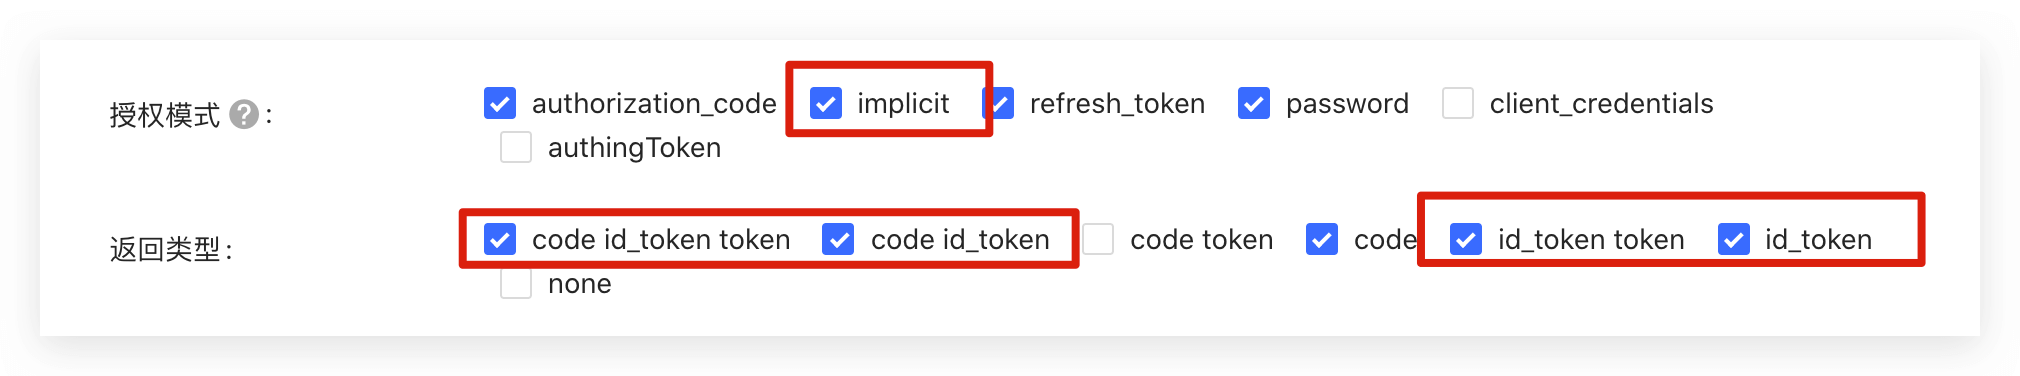 授权模式 ? : authorization_code implicit refresh_token password client_credentials
authingToken
返回类型: code id_token token code id_token code token code id_token token id_token
none